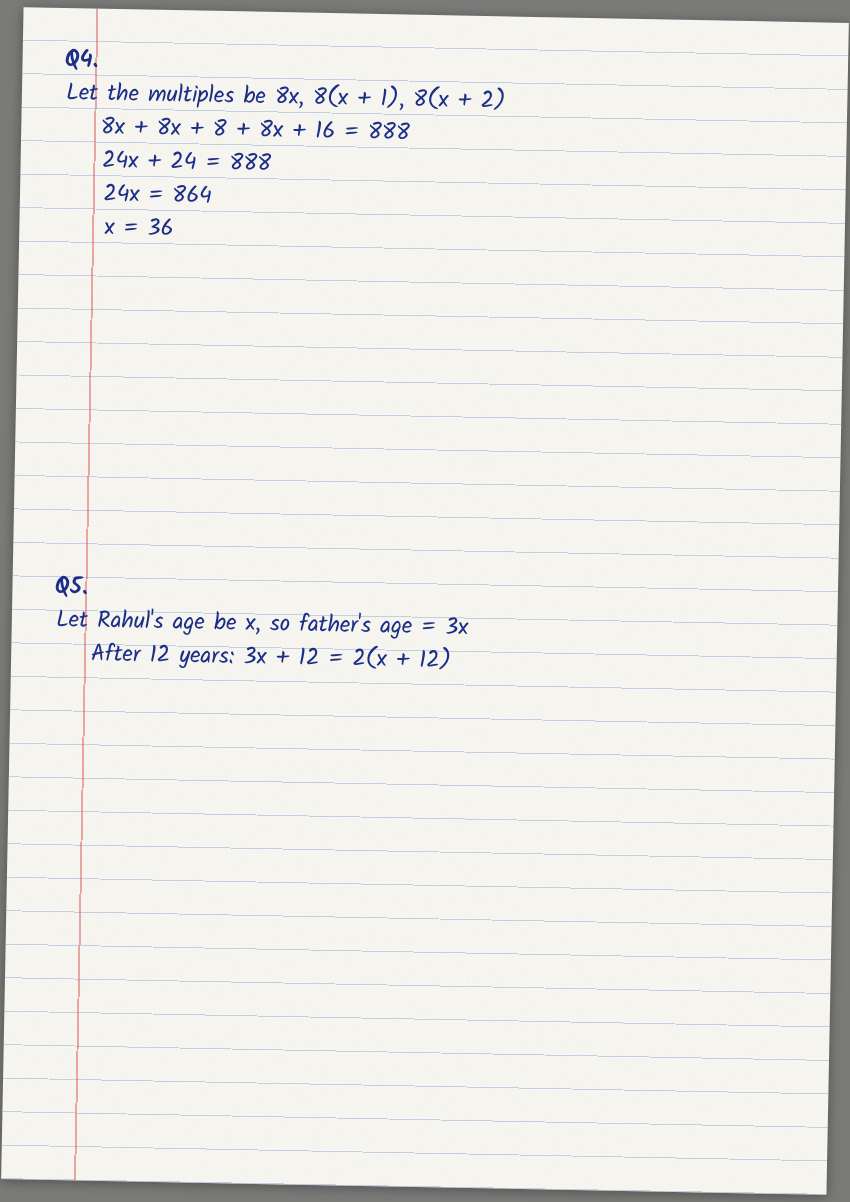 Q4.
Let the multiples be 8x, 8(x + 1), 8(x + 2)
8x + 8x + 8 + 8x + 16 = 888
24x + 24 = 888
24x = 864
x = 36
Q5.
Let Rahul's age be x, so father's age = 3x
After 12 years: 3x + 12 = 2(x + 12)